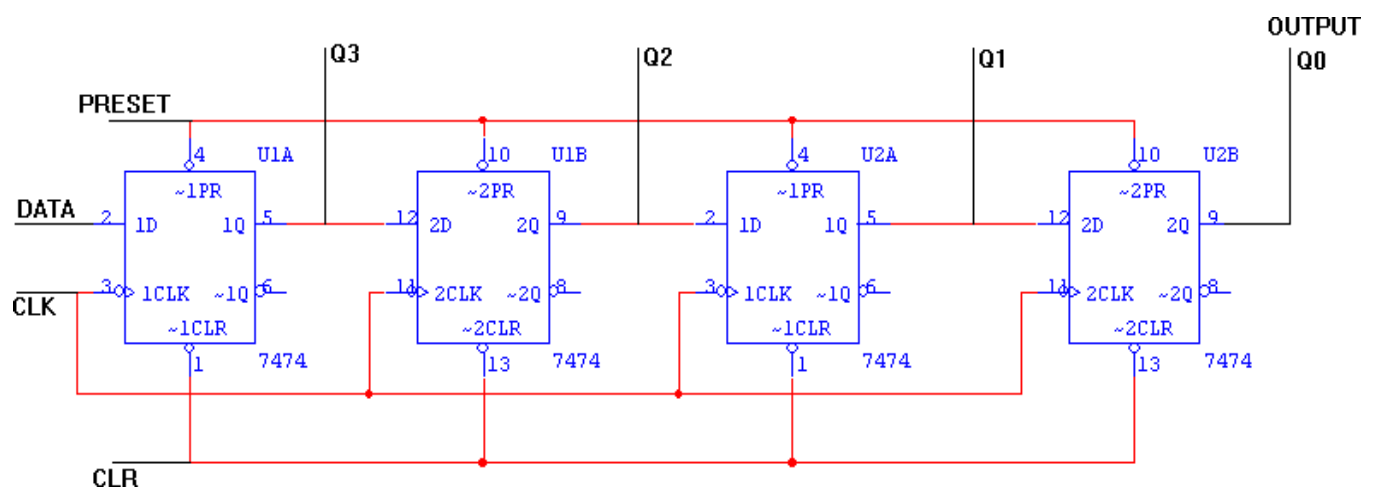 OUTPUT
Q3 Q2 Q1 Q0
PRESET
4 U1A 10 U1B 4 U2A 10 U2B
~1PR ~2PR ~1PR ~2PR
DATA 2 1D 1Q 5 12 2D 2Q 9 2 1D 1Q 5 12 2D 2Q 9
CLK 3 1CLK ~1Q 6 11 2CLK ~2Q 8 3 1CLK ~1Q 6 11 2CLK ~2Q 8
~1CLR ~2CLR ~1CLR ~2CLR
1 7474 13 7474 1 7474 13 7474
CLR